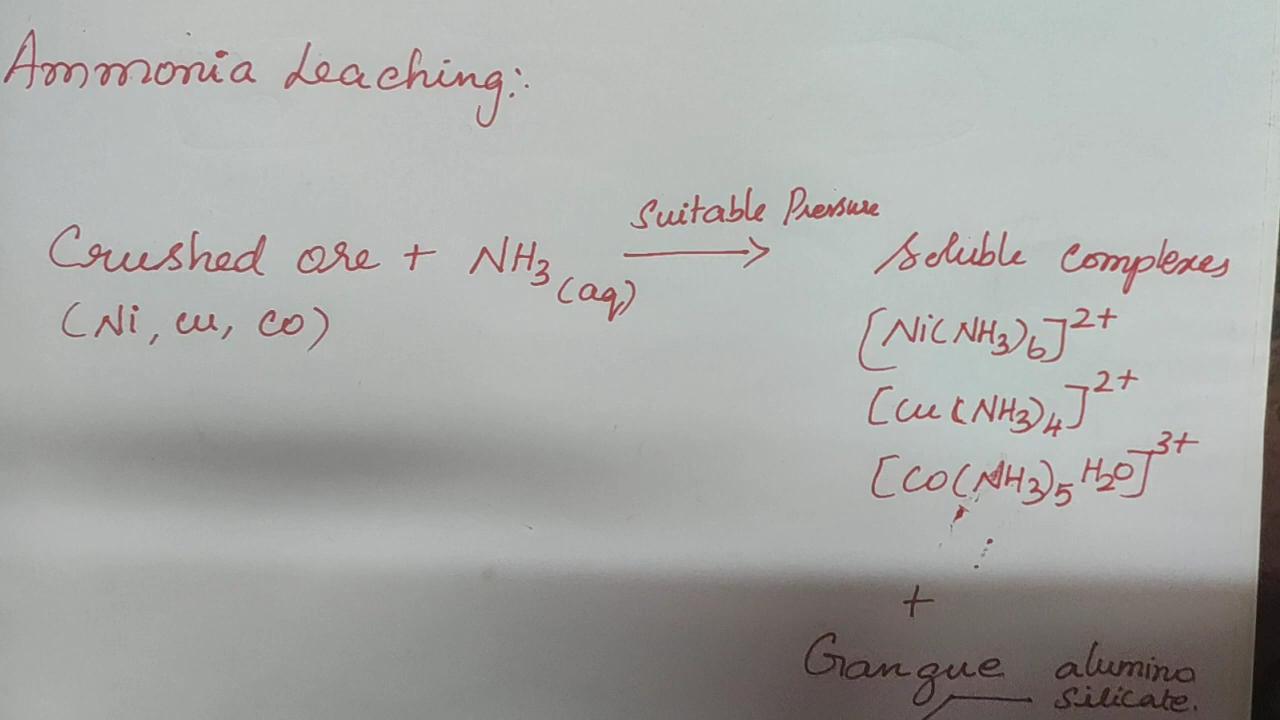 Ammonia Leaching:
Suitable Pressure
Crushed ore + NH₃(aq) ⟶ Soluble complexes
(Ni, Cu, Co)
[Ni(NH₃)₆]²⁺
[Cu(NH₃)₄]²⁺
[Co(NH₃)₅H₂O]³⁺
+
Gangue alumino
silicate.